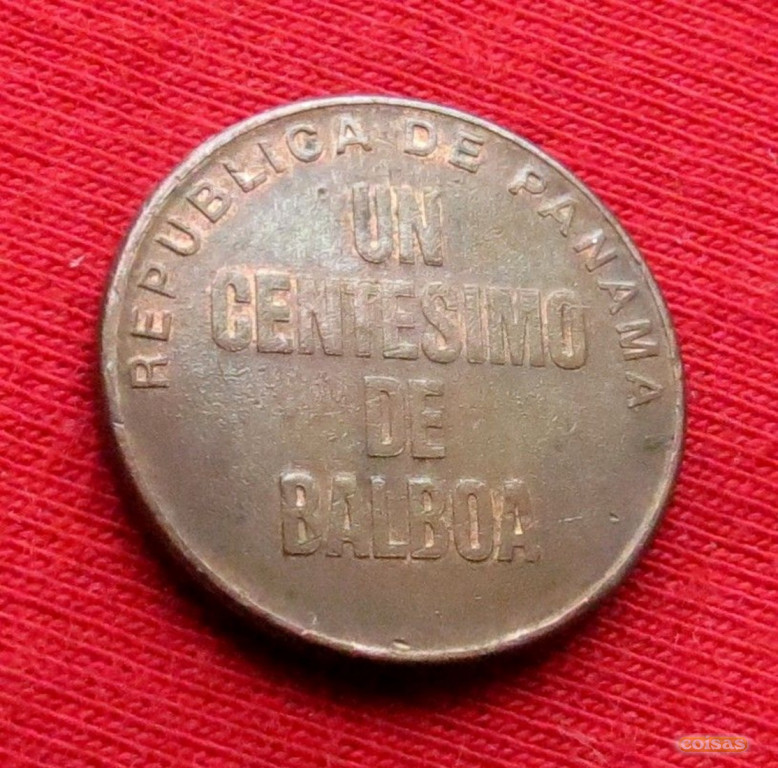 REPUBLICA DE PANAMA
UN
CENTESIMO
DE
BALBOA
coisas